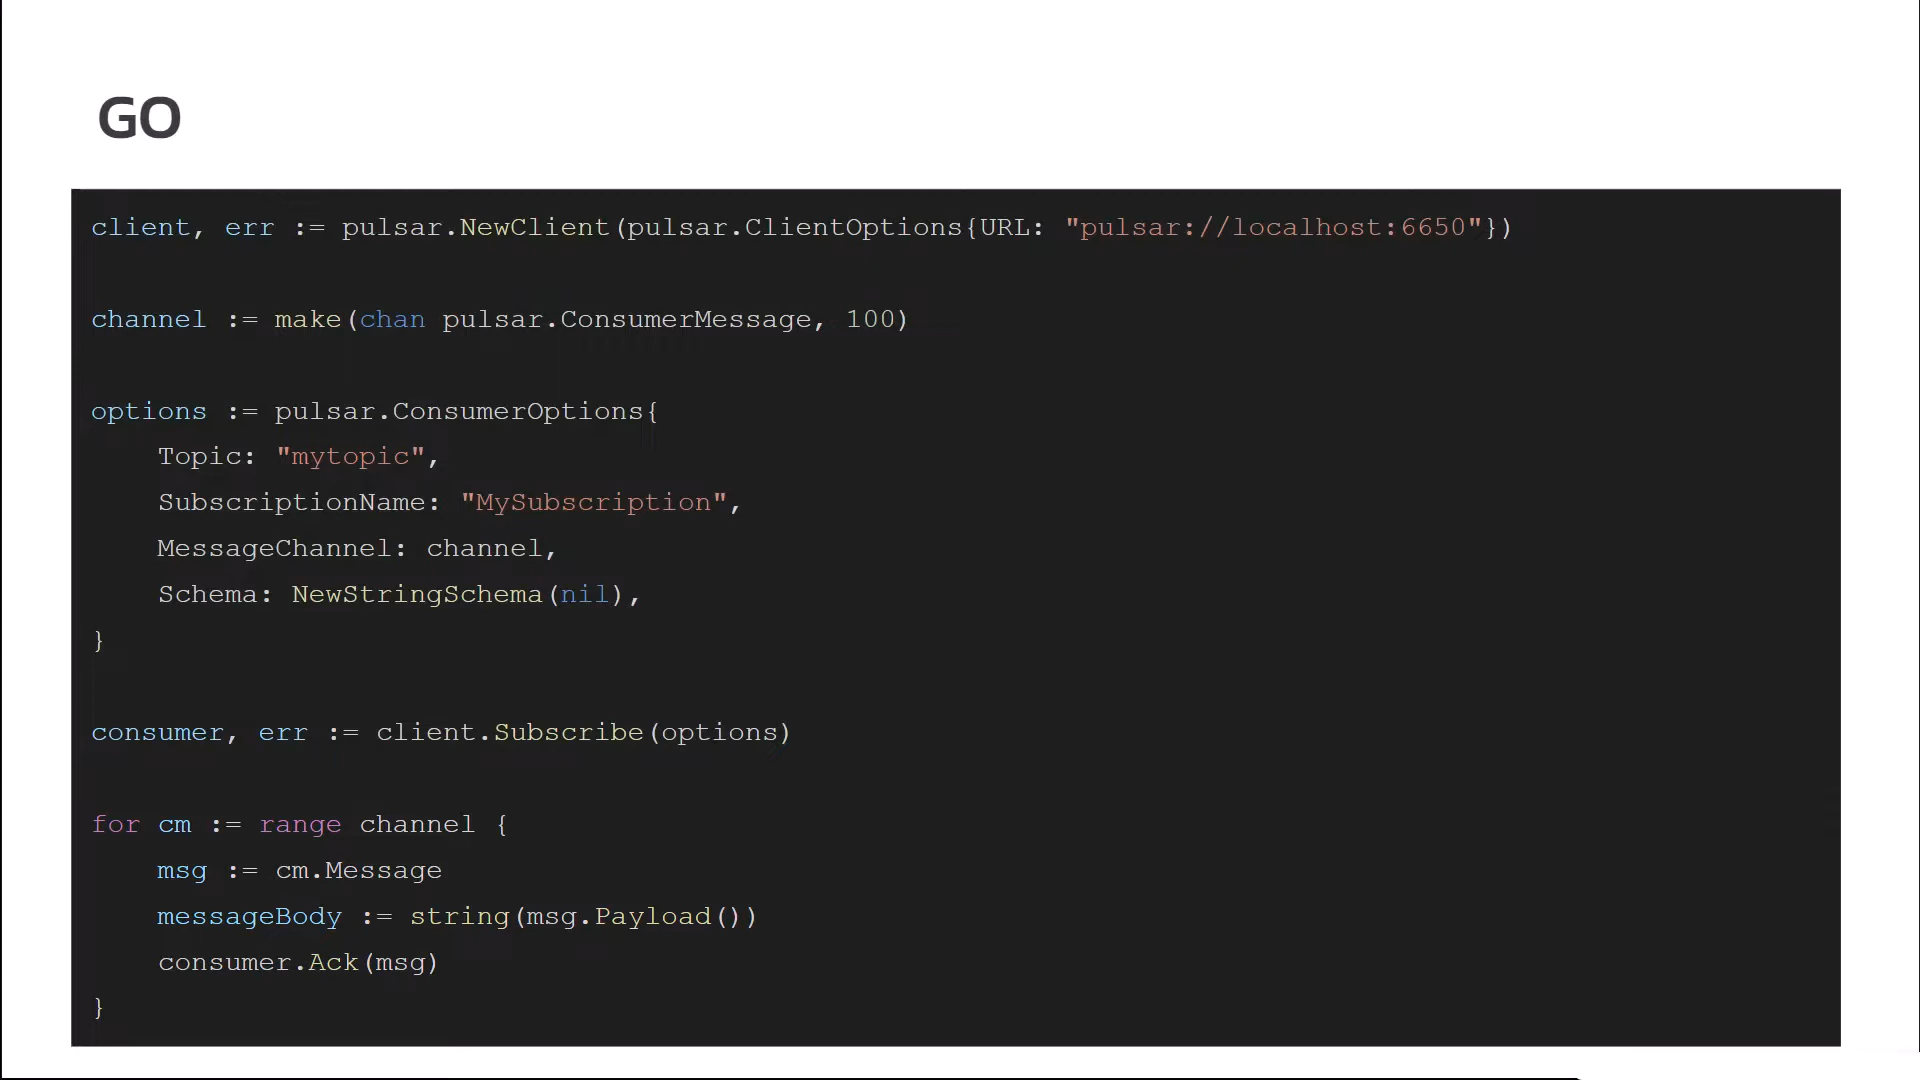 GO
client, err := pulsar.NewClient(pulsar.ClientOptions{URL: "pulsar://localhost:6650"})
channel := make(chan pulsar.ConsumerMessage, 100)
options := pulsar.ConsumerOptions{
    Topic: "mytopic",
    SubscriptionName: "MySubscription",
    MessageChannel: channel,
    Schema: NewStringSchema(nil),
}
consumer, err := client.Subscribe(options)
for cm := range channel {
    msg := cm.Message
    messageBody := string(msg.Payload())
    consumer.Ack(msg)
}